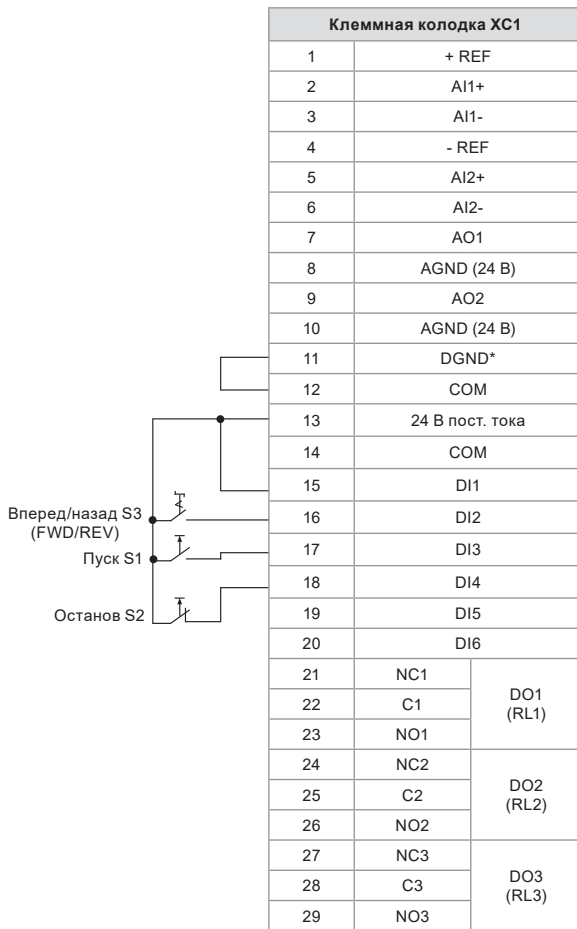 Клеммная колодка XC1
1 + REF
2 AI1+
3 AI1-
4 - REF
5 AI2+
6 AI2-
7 AO1
8 AGND (24 В)
9 AO2
10 AGND (24 В)
11 DGND*
12 COM
13 24 В пост. тока
14 COM
15 DI1
Вперед/назад S3
(FWD/REV)
16 DI2
Пуск S1
17 DI3
18 DI4
Останов S2
19 DI5
20 DI6
21 NC1
22 C1
23 NO1
DO1
(RL1)
24 NC2
25 C2
26 NO2
DO2
(RL2)
27 NC3
28 C3
29 NO3
DO3
(RL3)